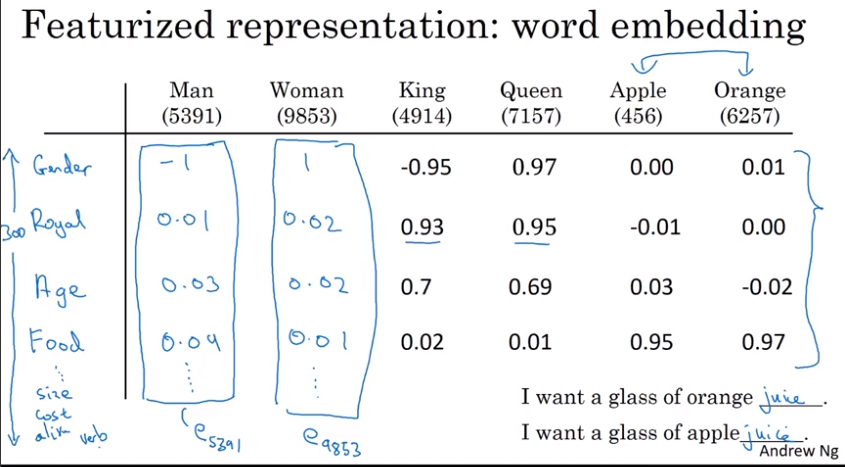 Featurized representation: word embedding
Man Woman King Queen Apple Orange
(5391) (9853) (4914) (7157) (456) (6257)
Gender -1 1 -0.95 0.97 0.00 0.01
300 Royal 0.01 0.02 0.93 0.95 -0.01 0.00
Age 0.03 0.02 0.7 0.69 0.03 -0.02
Food 0.04 0.01 0.02 0.01 0.95 0.97
size
cost
alive verb
e5391 e9853
I want a glass of orange juice.
I want a glass of apple juice.
Andrew Ng